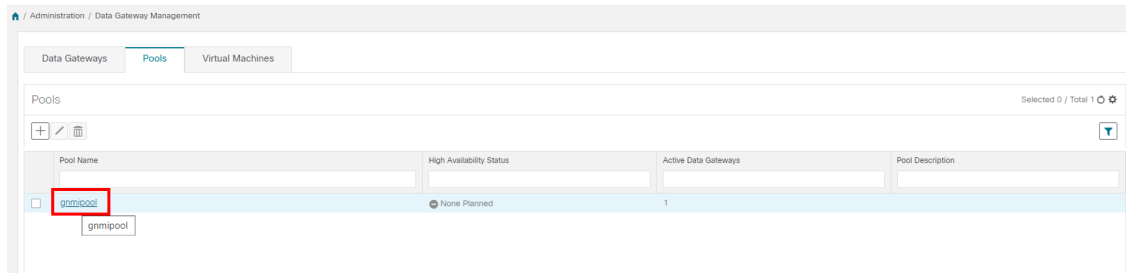 / Administration / Data Gateway Management
Data Gateways Pools Virtual Machines
Pools Selected 0 / Total 1
Pool Name High Availability Status Active Data Gateways Pool Description
gnmipool None Planned 1
gnmipool